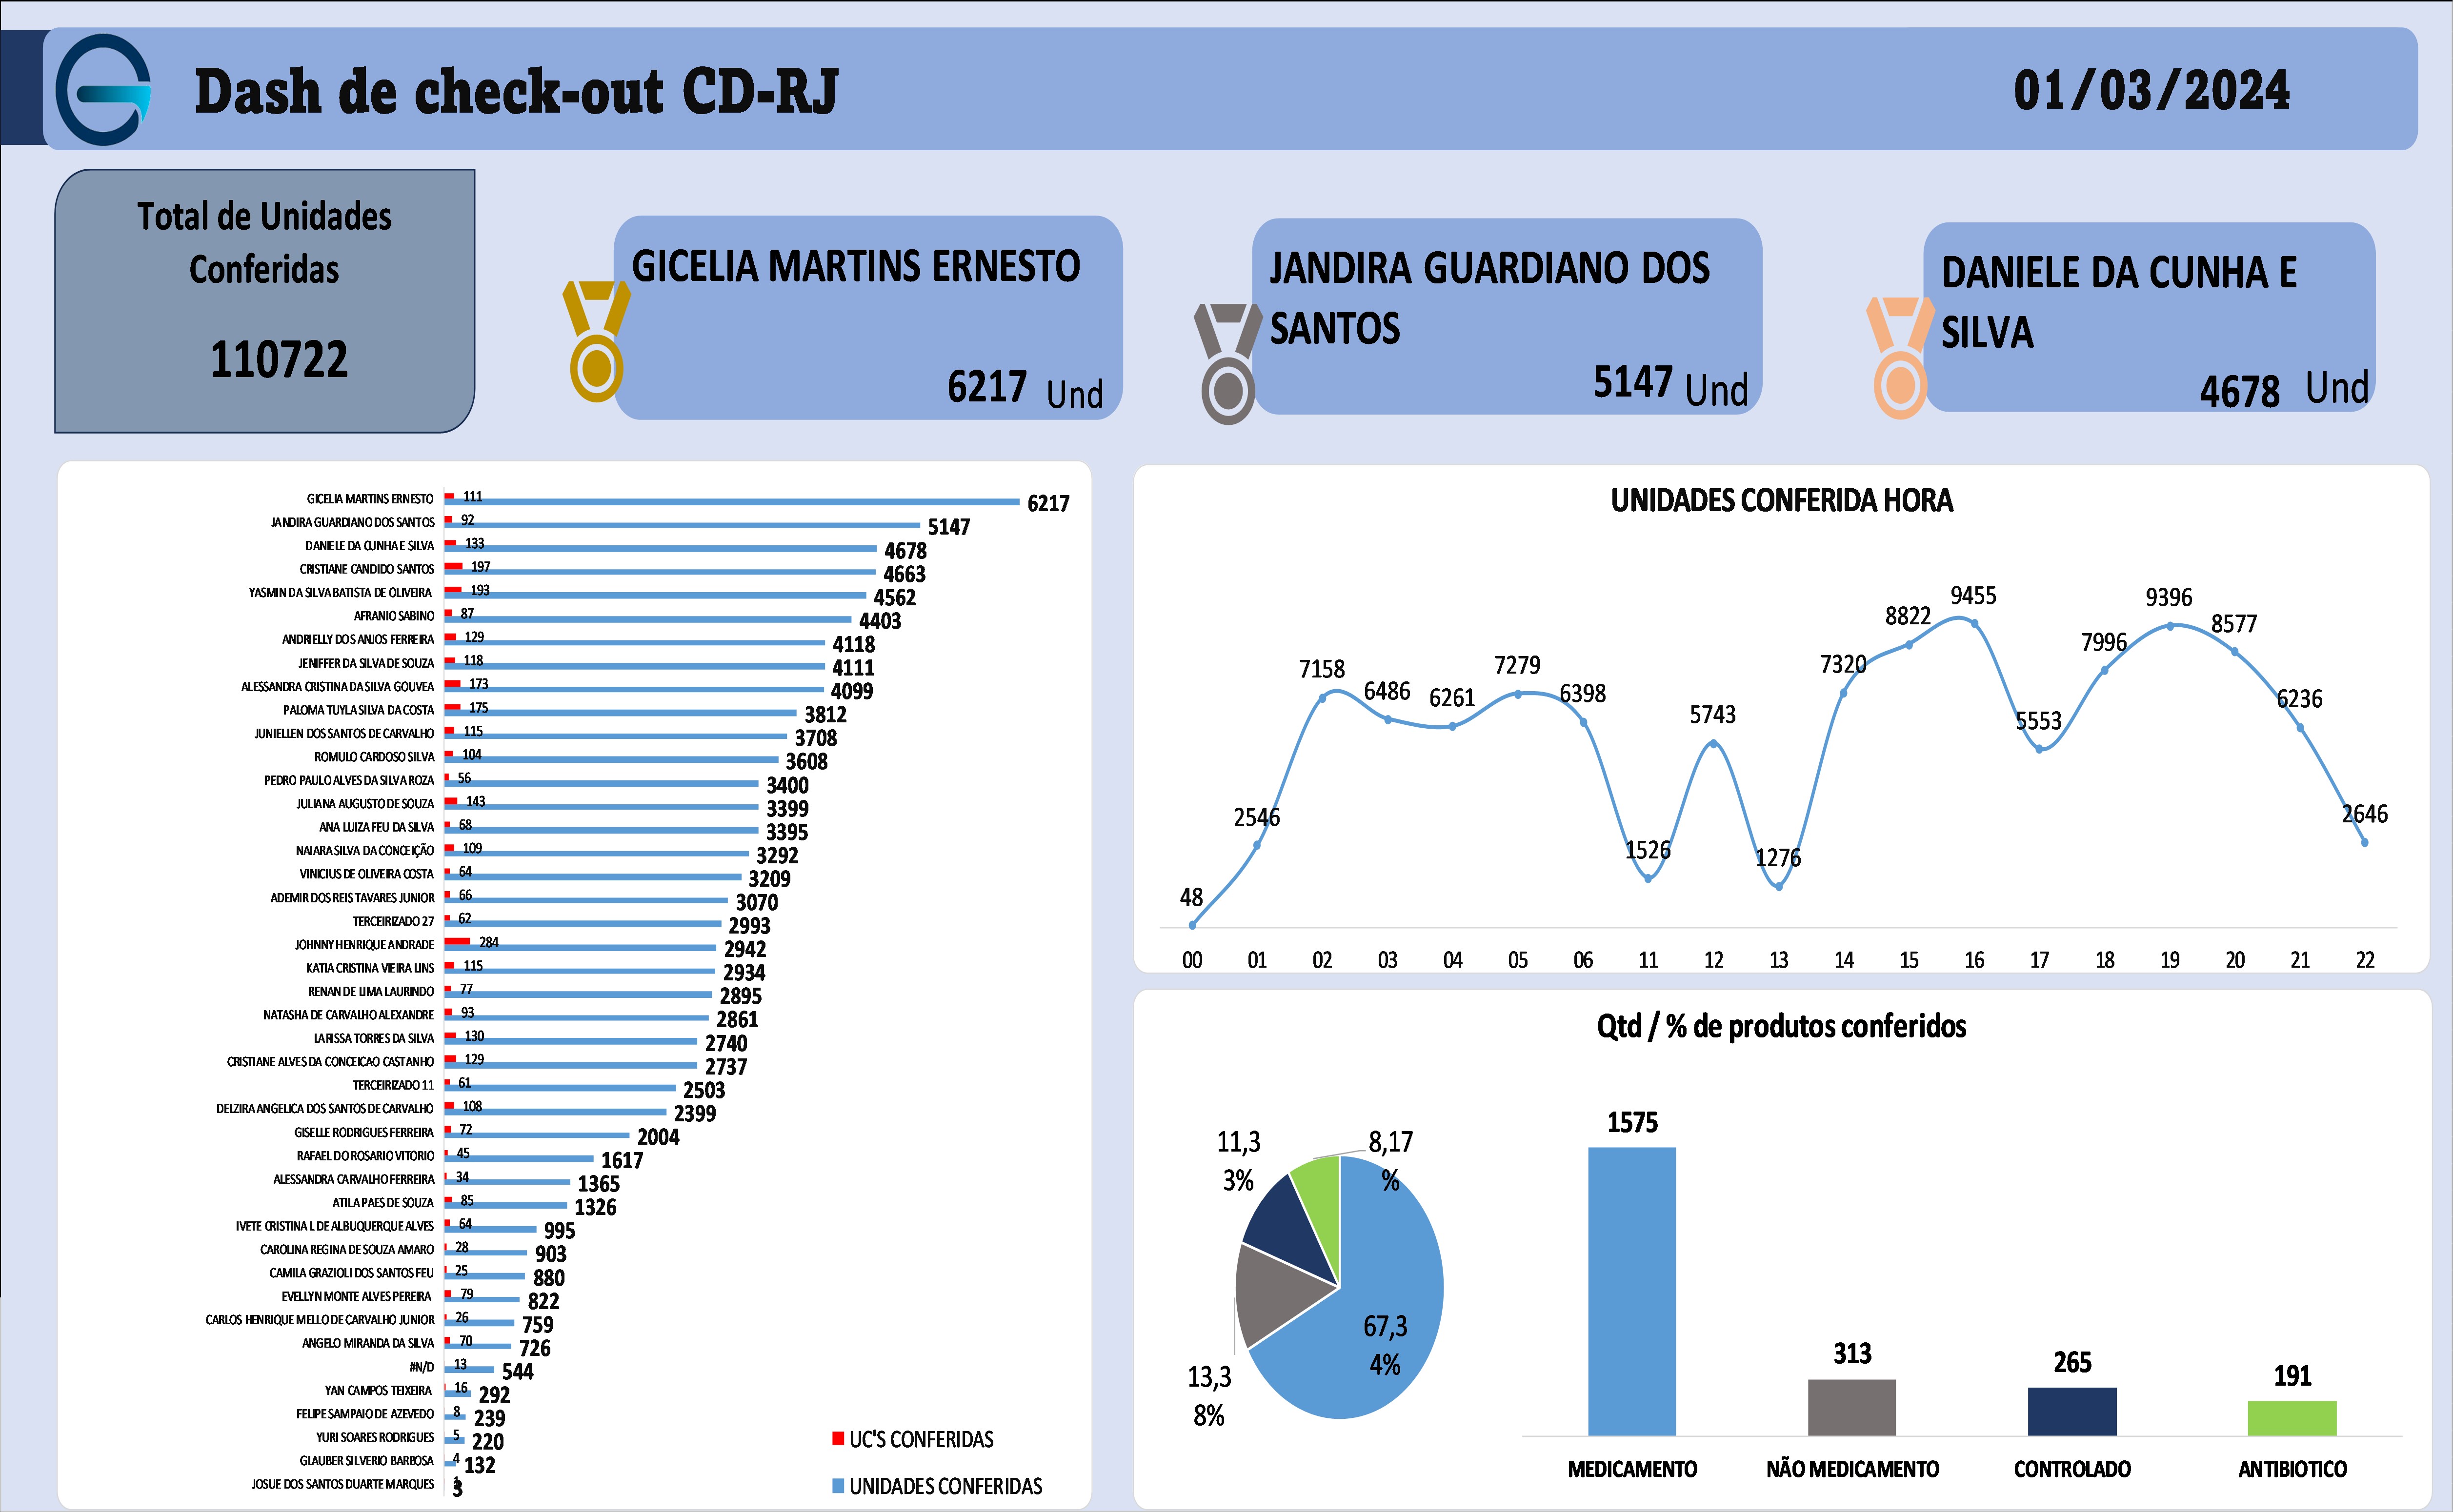 Dash de check-out CD-RJ
01/03/2024
Total de Unidades
Conferidas
110722
GICELIA MARTINS ERNESTO
6217 Und
JANDIRA GUARDIANO DOS
SANTOS
5147 Und
DANIELE DA CUNHA E
SILVA
4678 Und
GICELIA MARTINS ERNESTO 111 6217
JANDIRA GUARDIANO DOS SANTOS 92 5147
DANIELE DA CUNHA E SILVA 133 4678
CRISTIANE CANDIDO SANTOS 197 4663
YASMIN DA SILVA BATISTA DE OLIVEIRA 193 4562
AFRANIO SABINO 87 4403
ANDRIELLY DOS ANJOS FERREIRA 129 4118
JENIFFER DA SILVA DE SOUZA 118 4111
ALESSANDRA CRISTINA DA SILVA GOUVEA 173 4099
PALOMA TUYLA SILVA DA COSTA 175 3812
JUNIELLEN DOS SANTOS DE CARVALHO 115 3708
ROMULO CARDOSO SILVA 104 3608
PEDRO PAULO ALVES DA SILVA ROZA 56 3400
JULIANA AUGUSTO DE SOUZA 143 3399
ANA LUIZA FEU DA SILVA 68 3395
NAIARA SILVA DA CONCEIÇÃO 109 3292
VINICIUS DE OLIVEIRA COSTA 64 3209
ADEMIR DOS REIS TAVARES JUNIOR 66 3070
TERCEIRIZADO 27 62 2993
JOHNNY HENRIQUE ANDRADE 284 2942
KATIA CRISTINA VIEIRA LINS 115 2934
RENAN DE LIMA LAURINDO 77 2895
NATASHA DE CARVALHO ALEXANDRE 93 2861
LARISSA TORRES DA SILVA 130 2740
CRISTIANE ALVES DA CONCEICAO CASTANHO 129 2737
TERCEIRIZADO 11 61 2503
DELZIRA ANGELICA DOS SANTOS DE CARVALHO 108 2399
GISELLE RODRIGUES FERREIRA 72 2004
RAFAEL DO ROSARIO VITORIO 45 1617
ALESSANDRA CARVALHO FERREIRA 34 1365
ATILA PAES DE SOUZA 85 1326
IVETE CRISTINA L DE ALBUQUERQUE ALVES 64 995
CAROLINA REGINA DE SOUZA AMARO 28 903
CAMILA GRAZIOLI DOS SANTOS FEU 25 880
EVELLYN MONTE ALVES PEREIRA 79 822
CARLOS HENRIQUE MELLO DE CARVALHO JUNIOR 26 759
ANGELO MIRANDA DA SILVA 70 726
#N/D 13 544
YAN CAMPOS TEIXEIRA 16 292
FELIPE SAMPAIO DE AZEVEDO 8 239
YURI SOARES RODRIGUES 5 220
GLAUBER SILVERIO BARBOSA 4 132
JOSUE DOS SANTOS DUARTE MARQUES 1 3
UC'S CONFERIDAS
UNIDADES CONFERIDAS
UNIDADES CONFERIDA HORA
48 2546 7158 6486 6261 7279 6398 1526 5743 1276 7320 8822 9455 5553 7996 9396 8577 6236 2646
00 01 02 03 04 05 06 11 12 13 14 15 16 17 18 19 20 21 22
Qtd / % de produtos conferidos
11,3
3%
8,17
%
67,3
4%
13,3
8%
1575 313 265 191
MEDICAMENTO NÃO MEDICAMENTO CONTROLADO ANTIBIOTICO